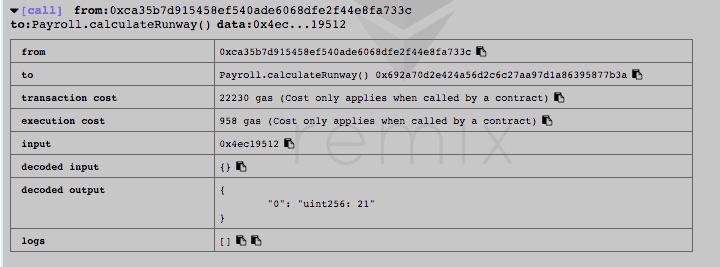 [call] from:0xca35b7d915458ef540ade6068dfe2f44e8fa733c
to:Payroll.calculateRunway() data:0x4ec...19512
from 0xca35b7d915458ef540ade6068dfe2f44e8fa733c
to Payroll.calculateRunway() 0x692a70d2e424a56d2c6c27aa97d1a86395877b3a
transaction cost 22230 gas (Cost only applies when called by a contract)
execution cost 958 gas (Cost only applies when called by a contract)
input 0x4ec19512
decoded input {}
decoded output {
"0": "uint256: 21"
}
logs []
remix